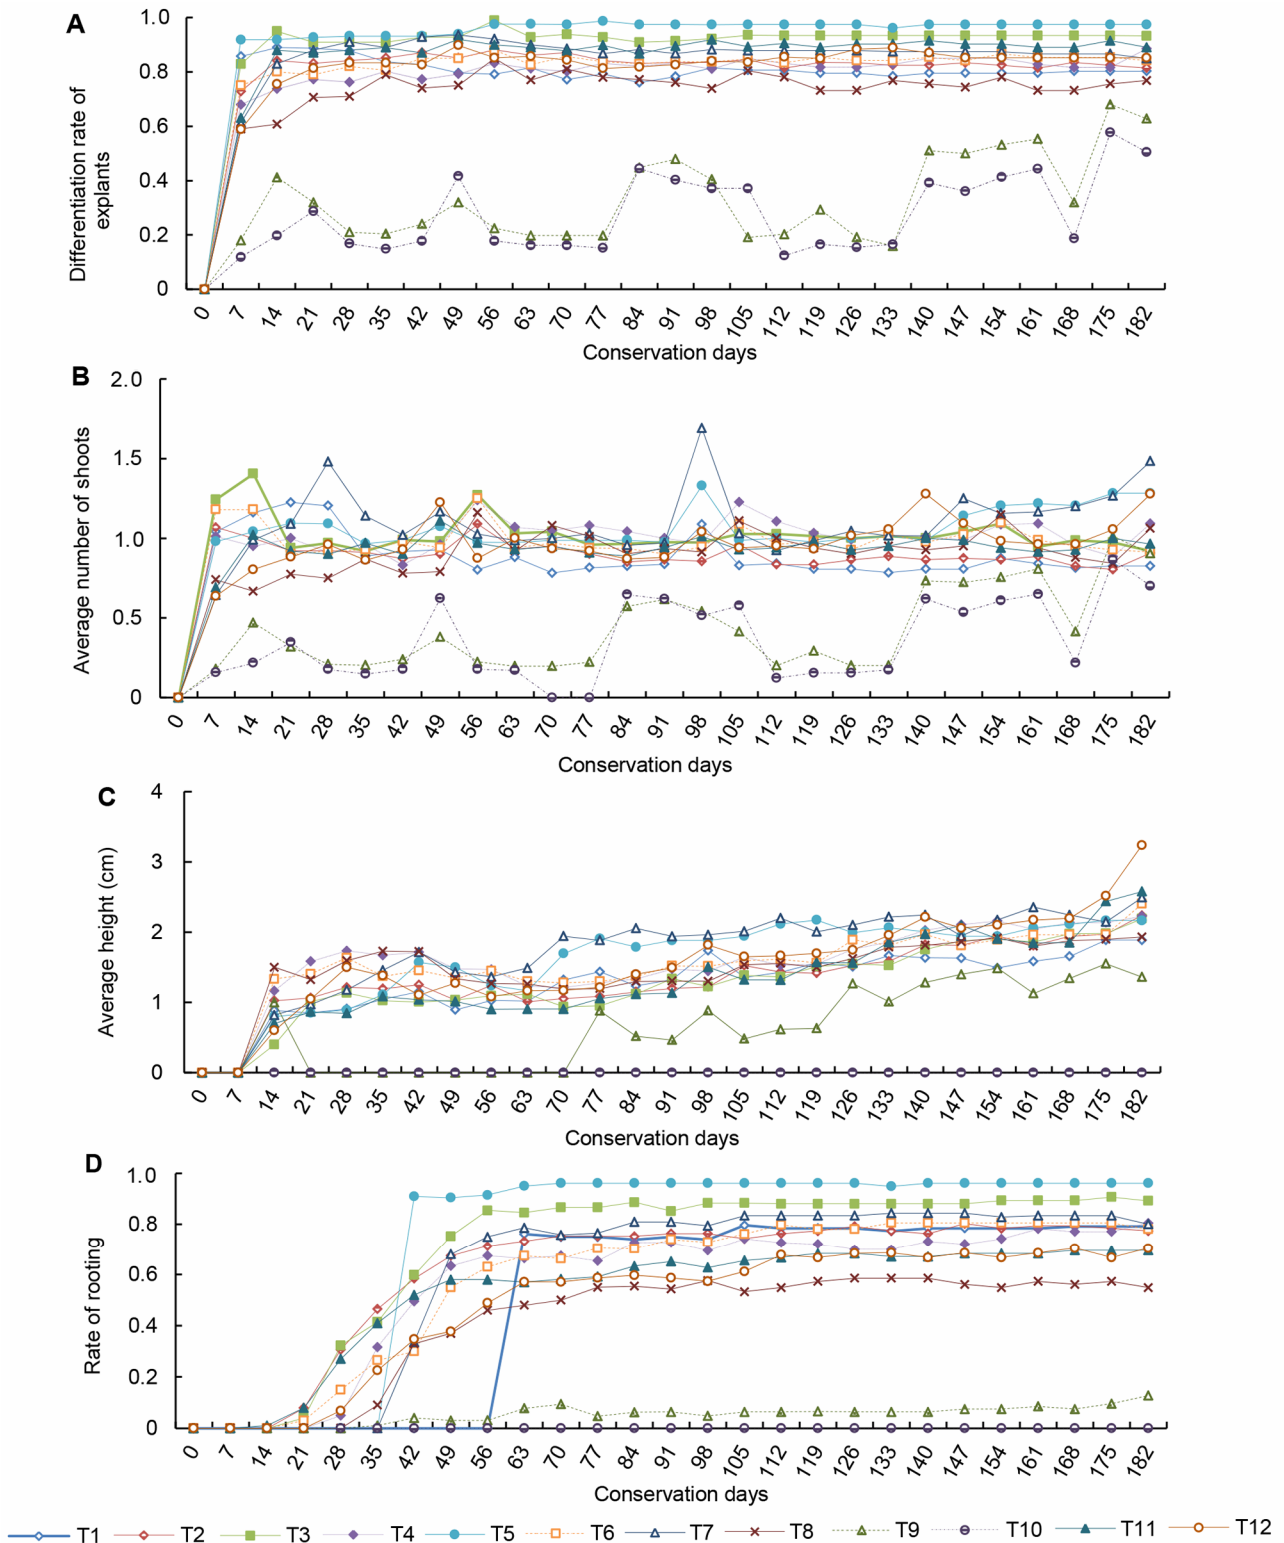 A
1.0
0.8
0.6
0.4
0.2
0
Differentiation rate of
explants
0 7 14 21 28 35 42 49 56 63 70 77 84 91 98 105 112 119 126 133 140 147 154 161 168 175 182
Conservation days
B
2.0
1.5
1.0
0.5
0
Average number of shoots
0 7 14 21 28 35 42 49 56 63 70 77 84 91 98 105 112 119 126 133 140 147 154 161 168 175 182
Conservation days
C
4
3
2
1
0
Average height (cm)
0 7 14 21 28 35 42 49 56 63 70 77 84 91 98 105 112 119 126 133 140 147 154 161 168 175 182
Conservation days
D
1.0
0.8
0.6
0.4
0.2
0
Rate of rooting
0 7 14 21 28 35 42 49 56 63 70 77 84 91 98 105 112 119 126 133 140 147 154 161 168 175 182
Conservation days
T1 T2 T3 T4 T5 T6 T7 T8 T9 T10 T11 T12